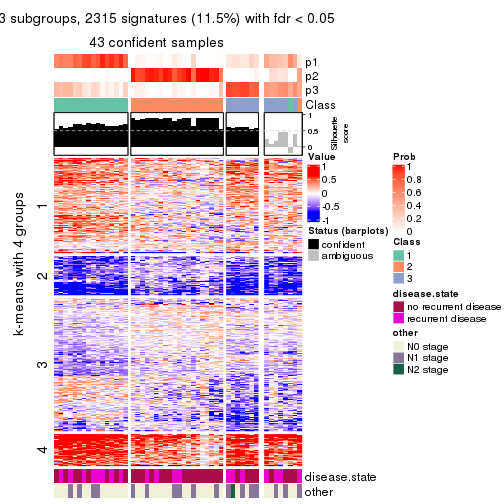 3 subgroups, 2315 signatures (11.5%) with fdr < 0.05
43 confident samples
p1
p2
p3
Class
1
0.5
0
Silhouette
score
k-means with 4 groups
1
2
3
4
disease.state
other
Value
1
0.5
0
-0.5
-1
Status (barplots)
confident
ambiguous
Prob
1
0.8
0.6
0.4
0.2
0
Class
1
2
3
disease.state
no recurrent disease
recurrent disease
other
N0 stage
N1 stage
N2 stage